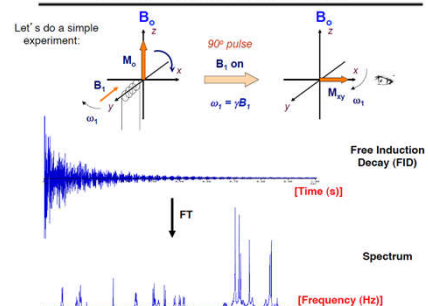 Let's do a simple
experiment:
Bo
z
Mo
x
B1
y
ω1
90º pulse
B1 on
ω1 = γB1
Bo
z
x
Mxy
y
ω1
Free Induction
Decay (FID)
[Time (s)]
FT
Spectrum
[Frequency (Hz)]